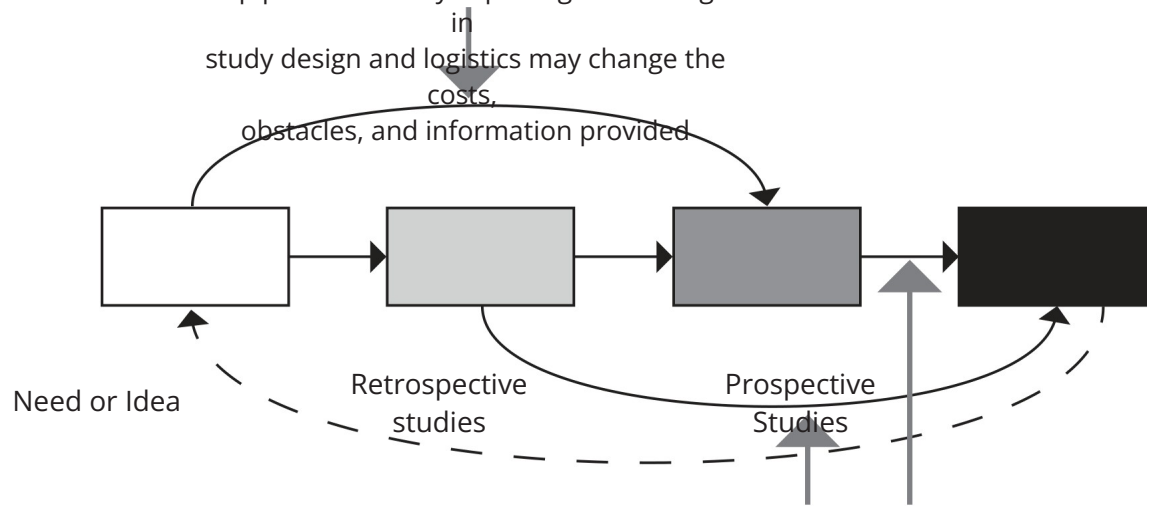 in
study design and logistics may change the
costs,
obstacles, and information provided
Need or Idea
Retrospective
studies
Prospective
Studies